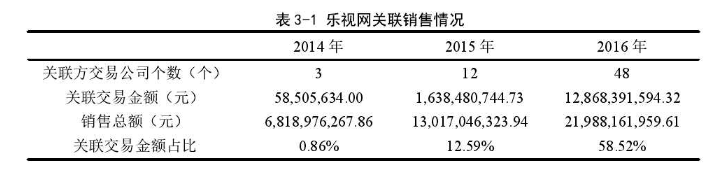 表 3-1 乐视网关联销售情况
2014 年 2015 年 2016 年
关联方交易公司个数（个） 3 12 48
关联交易金额（元） 58,505,634.00 1,638,480,744.73 12,868,391,594.32
销售总额（元） 6,818,976,267.86 13,017,046,323.94 21,988,161,959.61
关联交易金额占比 0.86% 12.59% 58.52%